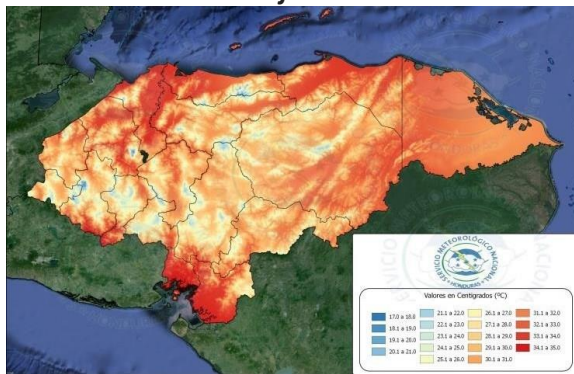 SERVICIO METEOROLÓGICO NACIONAL
HONDURAS
Valores en Centigrados (ºC)
17.0 a 18.0
18.1 a 19.0
19.1 a 20.0
20.1 a 21.0
21.1 a 22.0
22.1 a 23.0
23.1 a 24.0
24.1 a 25.0
25.1 a 26.0
26.1 a 27.0
27.1 a 28.0
28.1 a 29.0
29.1 a 30.0
30.1 a 31.0
31.1 a 32.0
32.1 a 33.0
33.1 a 34.0
34.1 a 35.0